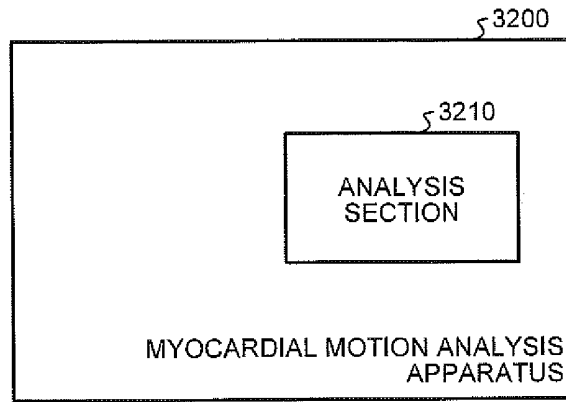 3200
3210
ANALYSIS
SECTION
MYOCARDIAL MOTION ANALYSIS
APPARATUS